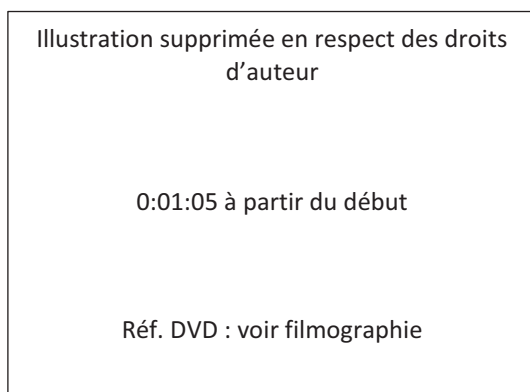 Illustration supprimée en respect des droits
d’auteur
0:01:05 à partir du début
Réf. DVD : voir filmographie